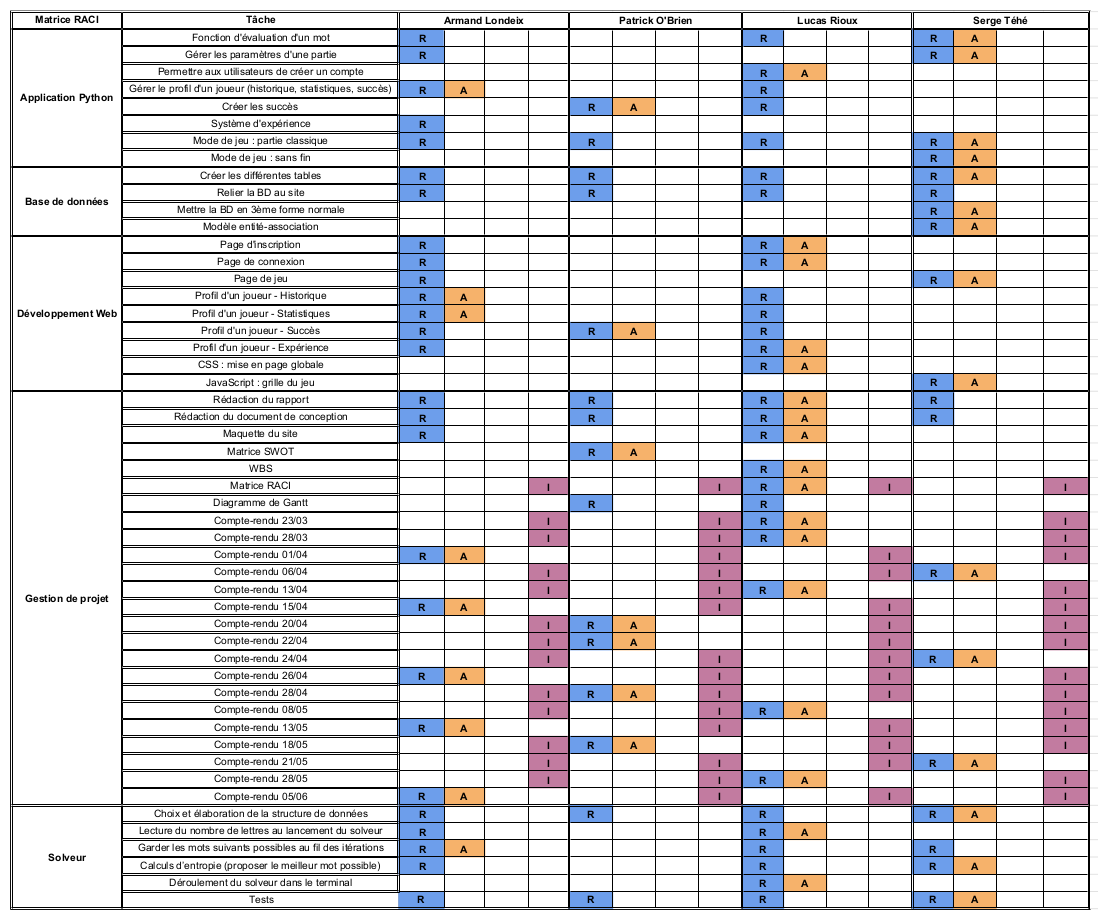 Matrice RACI Tâche Armand Londeix Patrick O'Brien Lucas Rioux Serge Téhé
Application Python
Fonction d'évaluation d'un mot R R R A
Gérer les paramètres d'une partie R R A
Permettre aux utilisateurs de créer un compte R A
Gérer le profil d'un joueur (historique, statistiques, succès) R A R
Créer les succès R A R
Système d'expérience R
Mode de jeu : partie classique R R R R A
Mode de jeu : sans fin R A
Base de données
Créer les différentes tables R R R R A
Relier la BD au site R R R R
Mettre la BD en 3ème forme normale R A
Modèle entité-association R A
Développement Web
Page d'inscription R R A
Page de connexion R R A
Page de jeu R R A
Profil d'un joueur - Historique R A R
Profil d'un joueur - Statistiques R A R
Profil d'un joueur - Succès R R A R
Profil d'un joueur - Expérience R R A
CSS : mise en page globale R A
JavaScript : grille du jeu R A
Gestion de projet
Rédaction du rapport R R R A R
Rédaction du document de conception R R R A R
Maquette du site R R A
Matrice SWOT R A
WBS R A
Matrice RACI I I R A I I
Diagramme de Gantt R R
Compte-rendu 23/03 I I R A I
Compte-rendu 28/03 I I R A I
Compte-rendu 01/04 R A I I I
Compte-rendu 06/04 I I I R A
Compte-rendu 13/04 I I R A I
Compte-rendu 15/04 R A I I I
Compte-rendu 20/04 I R A I I
Compte-rendu 22/04 I R A I I
Compte-rendu 24/04 I I I R A
Compte-rendu 26/04 R A I I I
Compte-rendu 28/04 I R A I I I
Compte-rendu 08/05 I I R A I
Compte-rendu 13/05 R A I I I
Compte-rendu 18/05 I R A I I
Compte-rendu 21/05 I I I R A
Compte-rendu 28/05 I I R A I
Compte-rendu 05/06 R A I I I
Solveur
Choix et élaboration de la structure de données R R R R A
Lecture du nombre de lettres au lancement du solveur R R A
Garder les mots suivants possibles au fil des itérations R A R R
Calculs d'entropie (proposer le meilleur mot possible) R R R A
Déroulement du solveur dans le terminal R A
Tests R R R R A